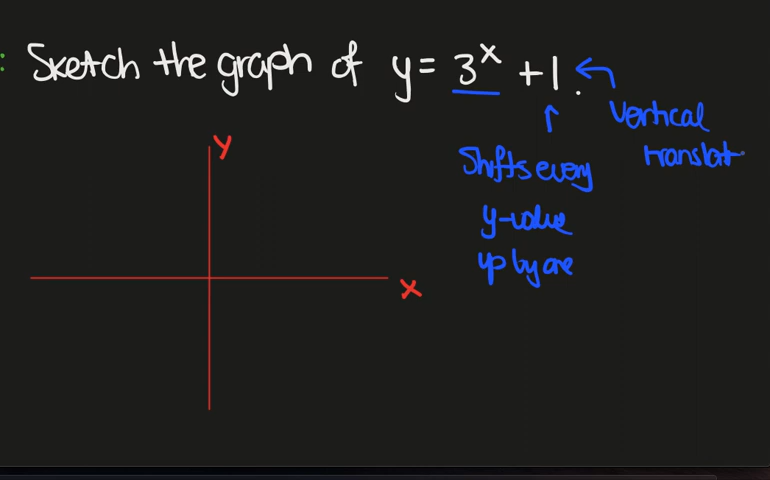 : Sketch the graph of y = 3^x + 1.
Vertical
translat
Shifts every
y-value
up by one
y
x